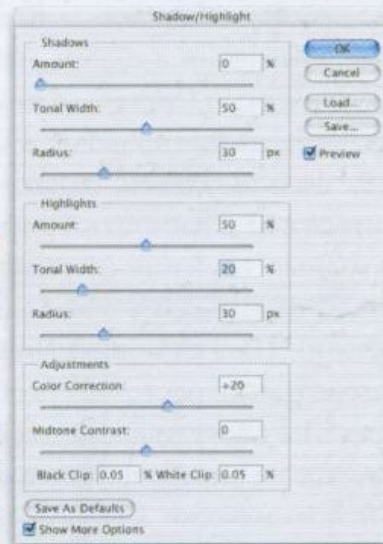 Shadow/Highlight
Shadows
Amount: 0 %
Tonal Width: 50 %
Radius: 30 px
Highlights
Amount: 50 %
Tonal Width: 20 %
Radius: 30 px
Adjustments
Color Correction: +20
Midtone Contrast: 0
Black Clip: 0.05 % White Clip: 0.05 %
Save As Defaults
Show More Options
OK
Cancel
Load...
Save...
Preview